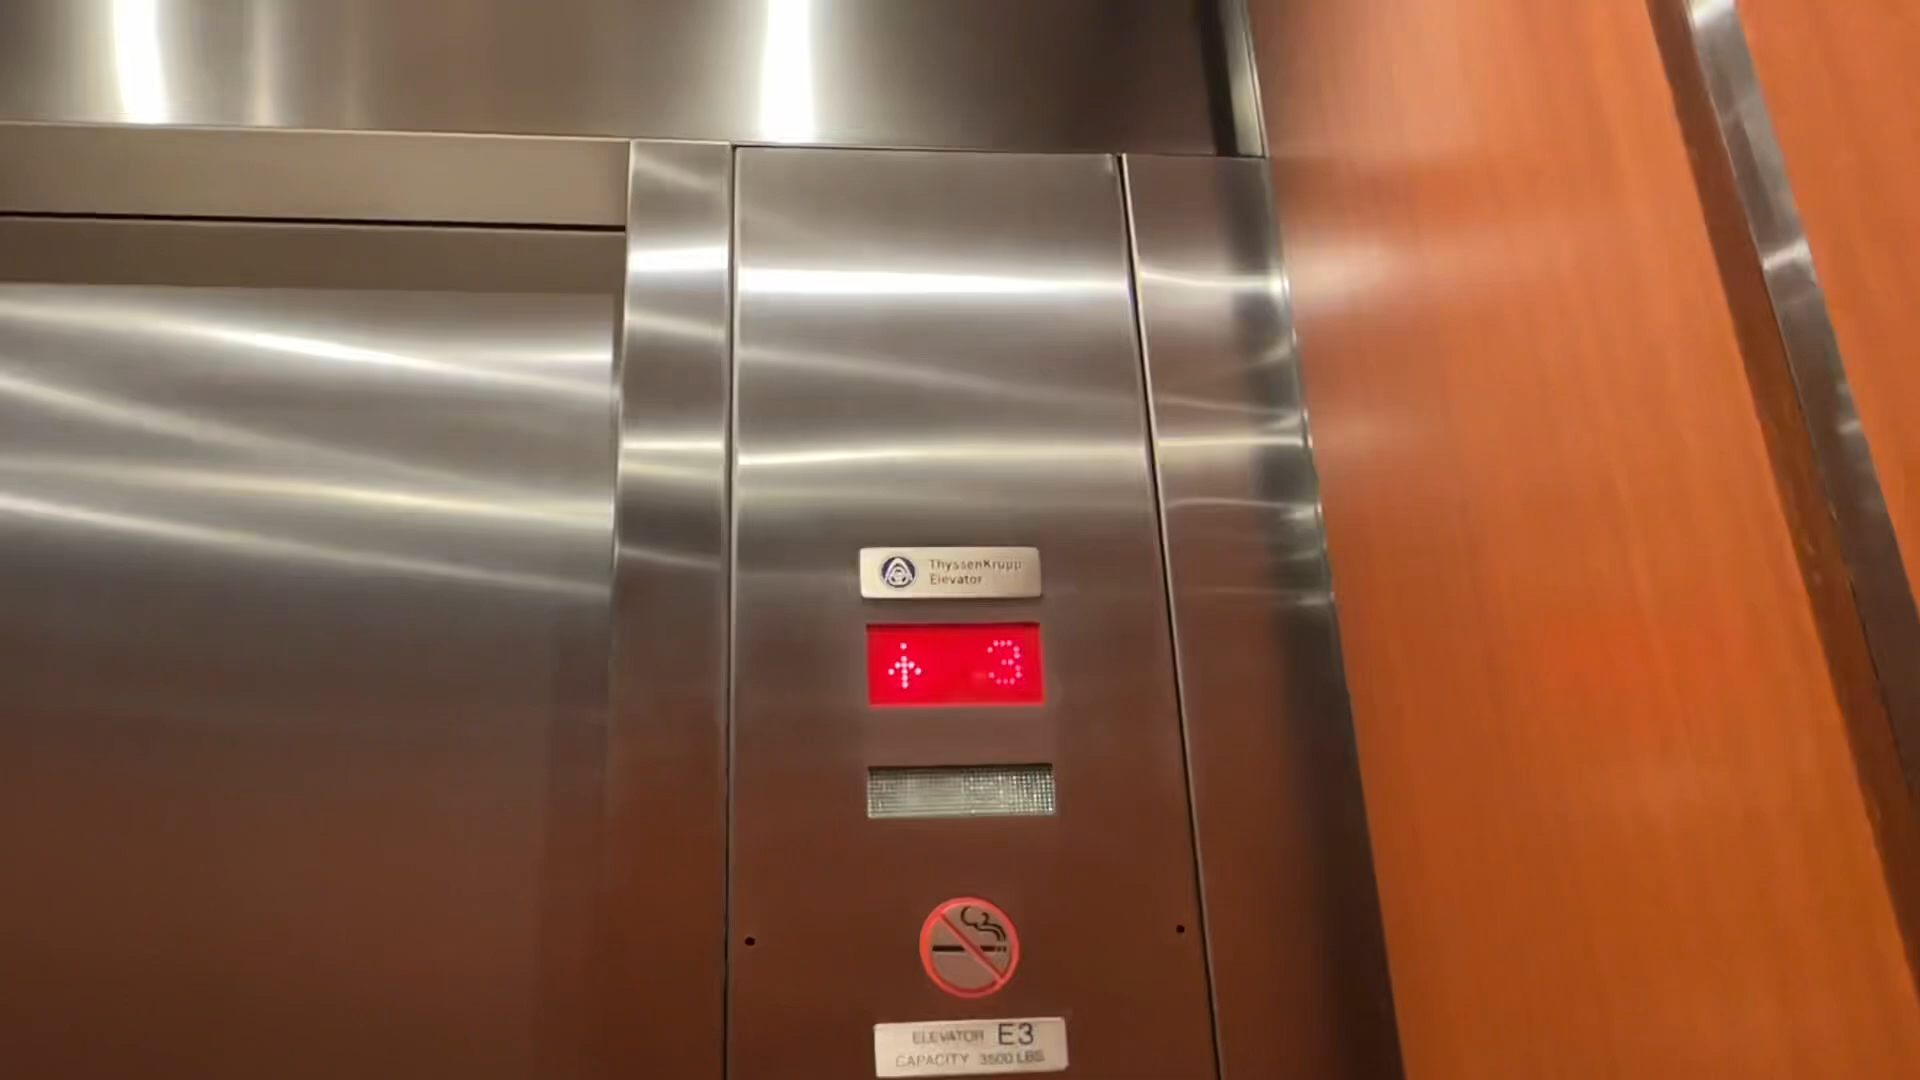 ThyssenKrupp
Elevator
3
ELEVATOR E3
CAPACITY 3500 LBS